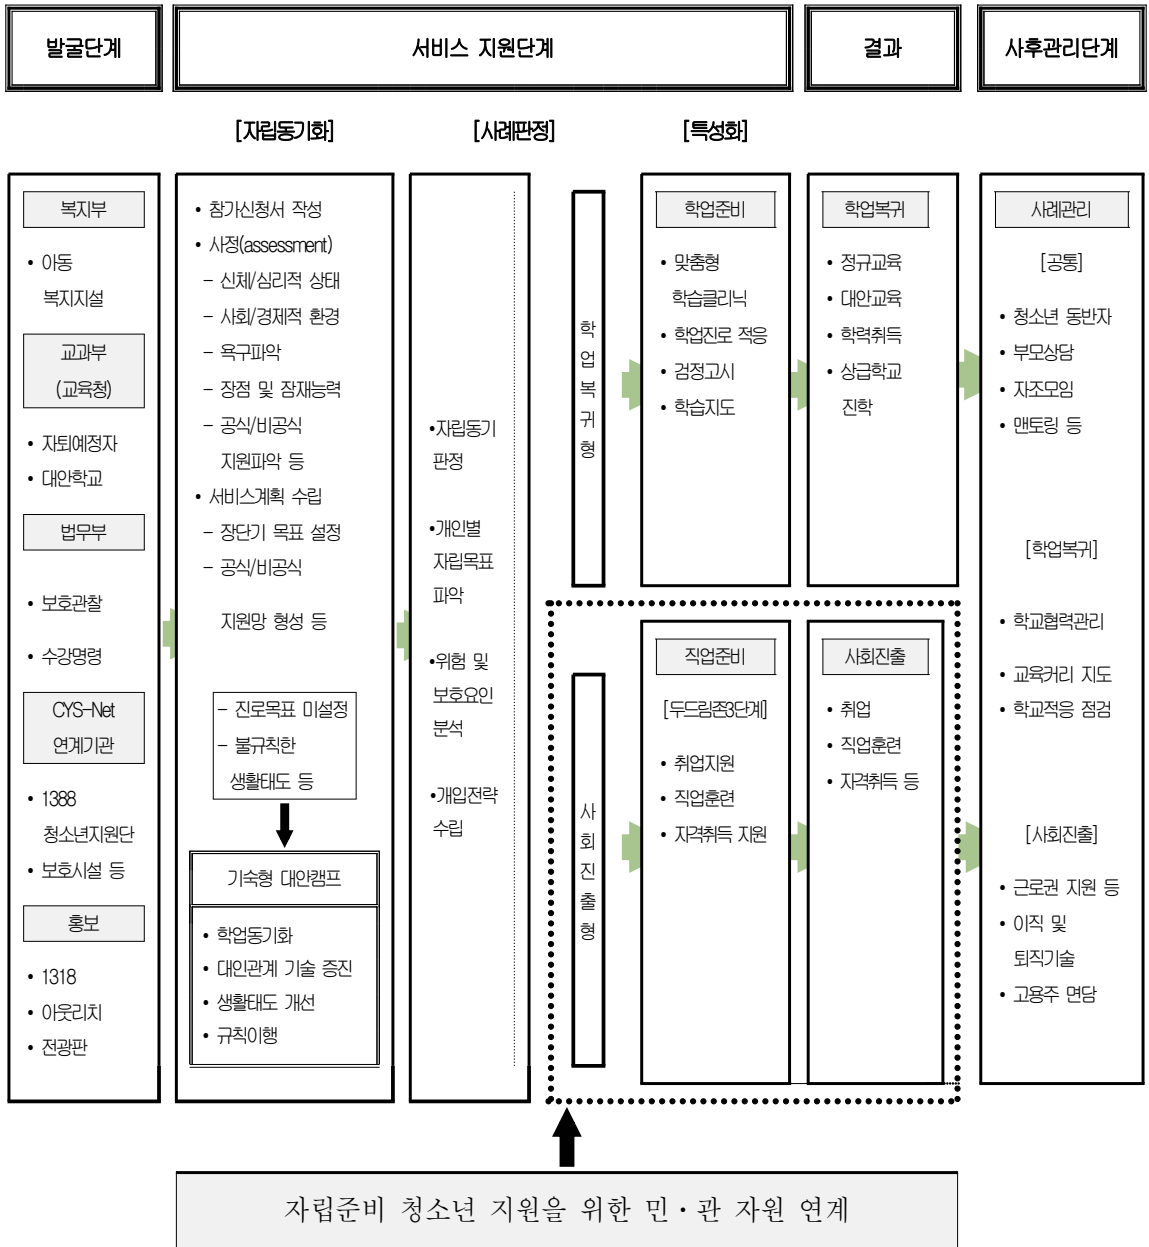 발굴단계
서비스 지원단계
결과
사후관리단계
[자립동기화]
[사례판정]
[특성화]
복지부
• 아동
복지지설
교과부
(교육청)
• 자퇴예정자
• 대안학교
법무부
• 보호관찰
• 수강명령
CYS-Net
연계기관
• 1388
청소년지원단
• 보호시설 등
홍보
• 1318
• 아웃리치
• 전광판
• 참가신청서 작성
• 사정(assessment)
- 신체/심리적 상태
- 사회/경제적 환경
- 욕구파악
- 장점 및 잠재능력
- 공식/비공식
지원파악 등
• 서비스계획 수립
- 장단기 목표 설정
- 공식/비공식
지원망 형성 등
- 진로목표 미설정
- 불규칙한
생활태도 등
기숙형 대안캠프
• 학업동기화
• 대인관계 기술 증진
• 생활태도 개선
• 규칙이행
•자립동기
판정
•개인별
자립목표
파악
•위험 및
보호요인
분석
•개입전략
수립
학
업
복
귀
형
학업준비
• 맞춤형
학습클리닉
• 학업진로 적응
• 검정고시
• 학습지도
학업복귀
• 정규교육
• 대안교육
• 학력취득
• 상급학교
진학
사
회
진
출
형
직업준비
[두드림존3단계]
• 취업지원
• 직업훈련
• 자격취득 지원
사회진출
• 취업
• 직업훈련
• 자격취득 등
사례관리
[공통]
• 청소년 동반자
• 부모상담
• 자조모임
• 맨토링 등
[학업복귀]
• 학교협력관리
• 교육커리 지도
• 학교적응 점검
[사회진출]
• 근로권 지원 등
• 이직 및
퇴직기술
• 고용주 면담
자립준비 청소년 지원을 위한 민·관 자원 연계